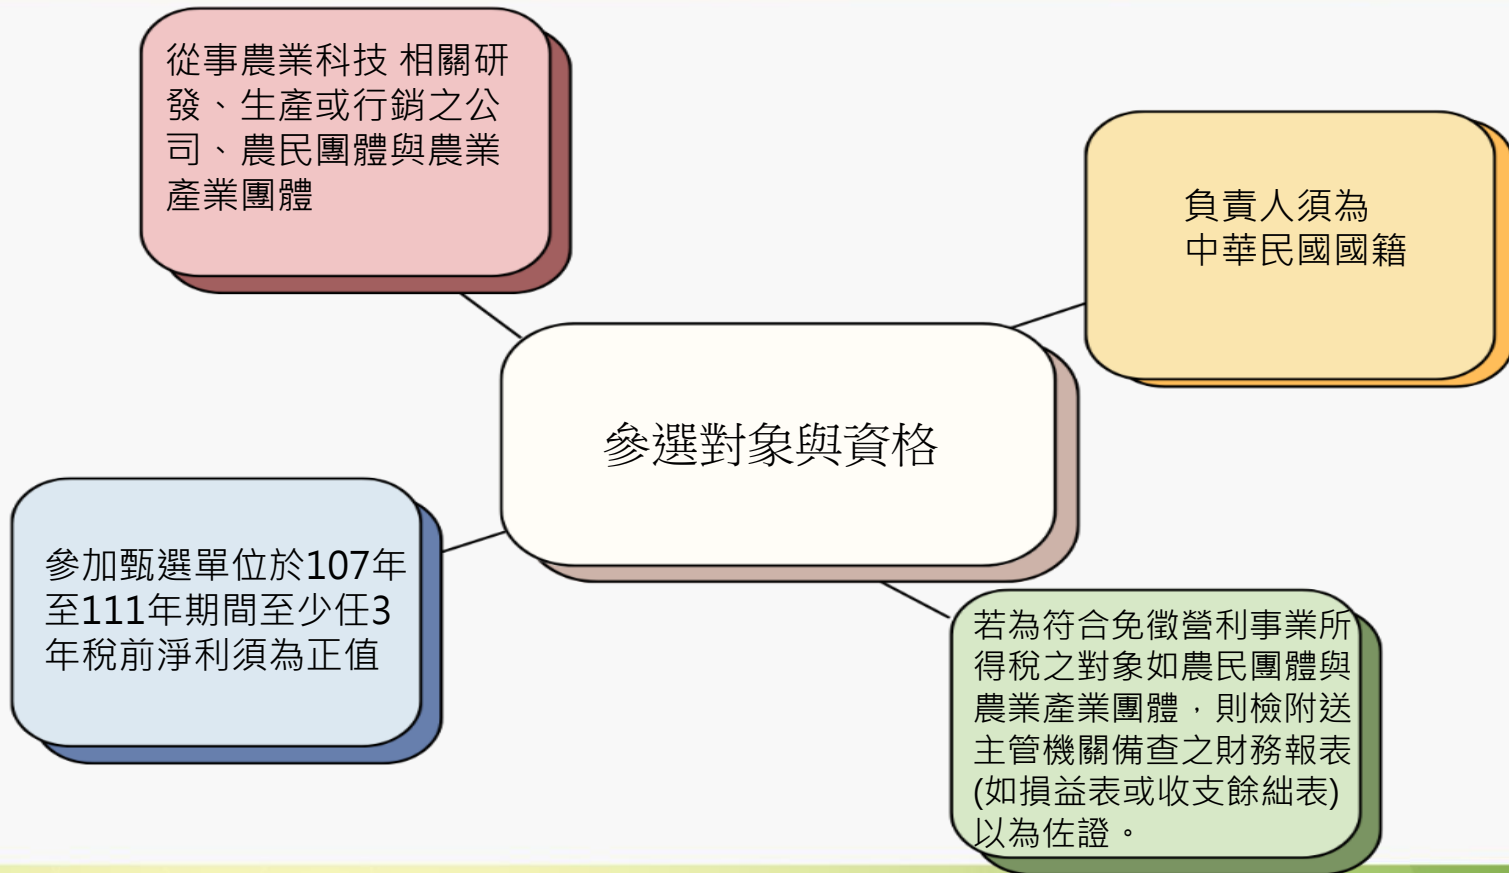 從事農業科技 相關研
發、生產或行銷之公
司、農民團體與農業
產業團體
負責人須為
中華民國國籍
參選對象與資格
參加甄選單位於107年
至111年期間至少任3
年稅前淨利須為正值
若為符合免徵營利事業所
得稅之對象如農民團體與
農業產業團體，則檢附送
主管機關備查之財務報表
(如損益表或收支餘絀表)
以為佐證。